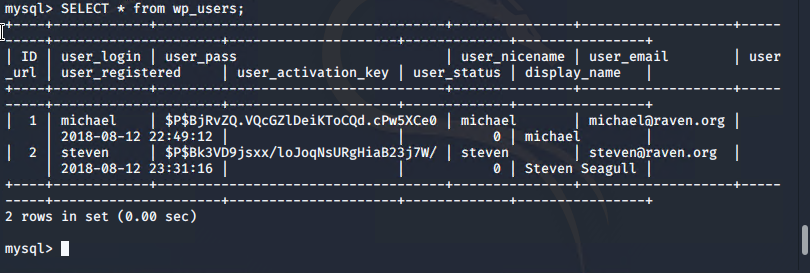 mysql> SELECT * from wp_users;
+----+------------+------------------------------------+---------------+-------------------+-----
-----+---------------------+---------------------+-------------+----------------+
| ID | user_login | user_pass                          | user_nicename | user_email        | user
_url | user_registered     | user_activation_key | user_status | display_name   |
+----+------------+------------------------------------+---------------+-------------------+-----
-----+---------------------+---------------------+-------------+----------------+
|  1 | michael    | $P$BjRvZQ.VQcGZlDeiKToCQd.cPw5XCe0 | michael       | michael@raven.org |
     | 2018-08-12 22:49:12 |                     |           0 | michael        |
|  2 | steven     | $P$Bk3VD9jsxx/loJoqNsURgHiaB23j7W/ | steven        | steven@raven.org  |
     | 2018-08-12 23:31:16 |                     |           0 | Steven Seagull |
+----+------------+------------------------------------+---------------+-------------------+-----
-----+---------------------+---------------------+-------------+----------------+
2 rows in set (0.00 sec)
mysql>